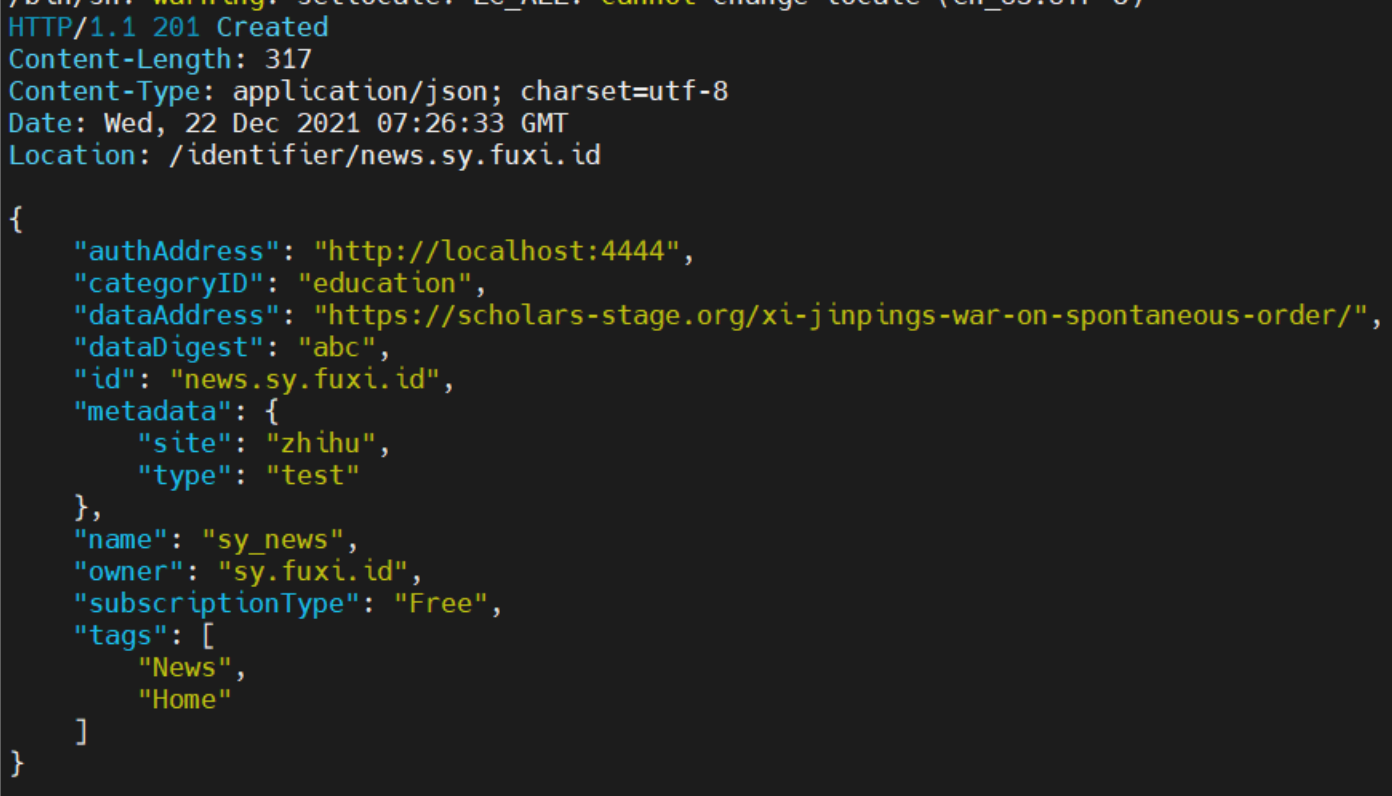 HTTP/1.1 201 Created
Content-Length: 317
Content-Type: application/json; charset=utf-8
Date: Wed, 22 Dec 2021 07:26:33 GMT
Location: /identifier/news.sy.fuxi.id
{
    "authAddress": "http://localhost:4444",
    "categoryID": "education",
    "dataAddress": "https://scholars-stage.org/xi-jinpings-war-on-spontaneous-order/",
    "dataDigest": "abc",
    "id": "news.sy.fuxi.id",
    "metadata": {
        "site": "zhihu",
        "type": "test"
    },
    "name": "sy_news",
    "owner": "sy.fuxi.id",
    "subscriptionType": "Free",
    "tags": [
        "News",
        "Home"
    ]
}